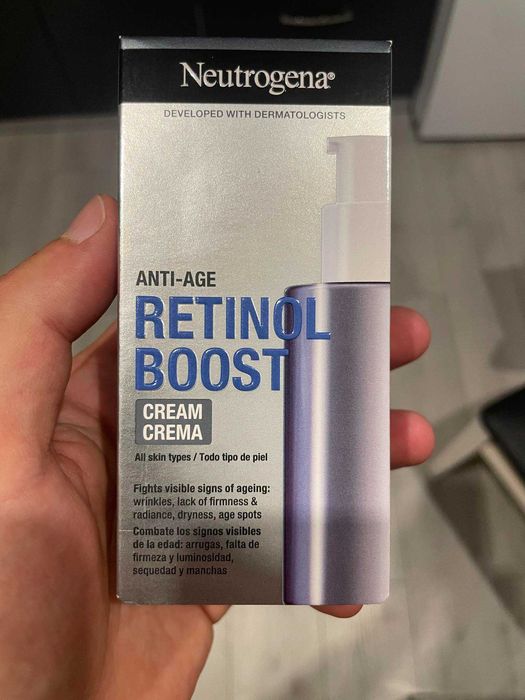 Neutrogena®
DEVELOPED WITH DERMATOLOGISTS
ANTI-AGE
RETINOL
BOOST
CREAM
CREMA
All skin types / Todo tipo de piel
Fights visible signs of ageing:
wrinkles, lack of firmness &
radiance, dryness, age spots
Combate los signos visibles
de la edad: arrugas, falta de
firmeza y luminosidad,
sequedad y manchas